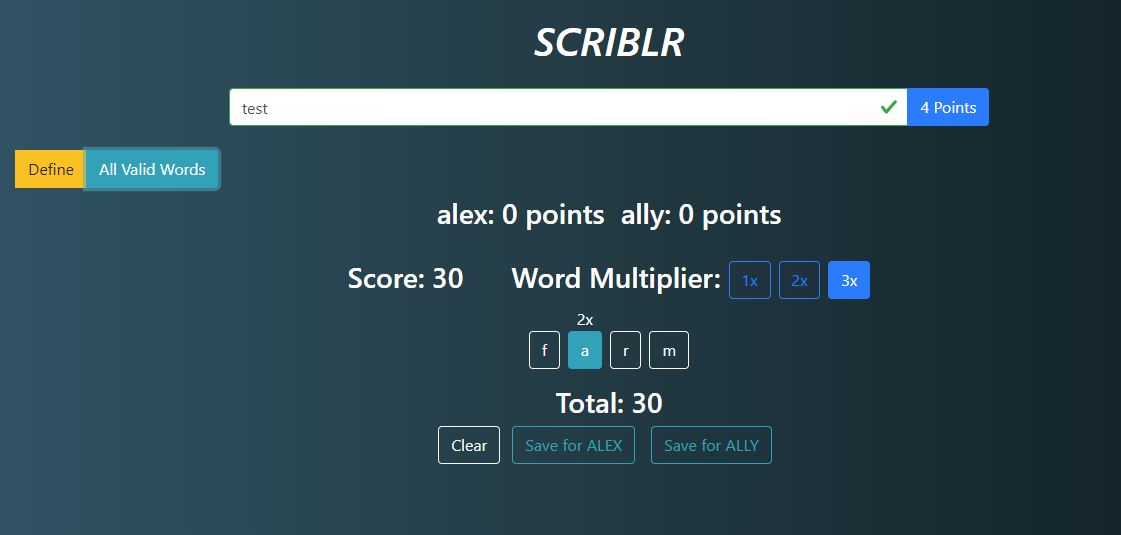 SCRIBLR
test 4 Points
Define All Valid Words
alex: 0 points ally: 0 points
Score: 30 Word Multiplier: 1x 2x 3x
2x
f a r m
Total: 30
Clear Save for ALEX Save for ALLY